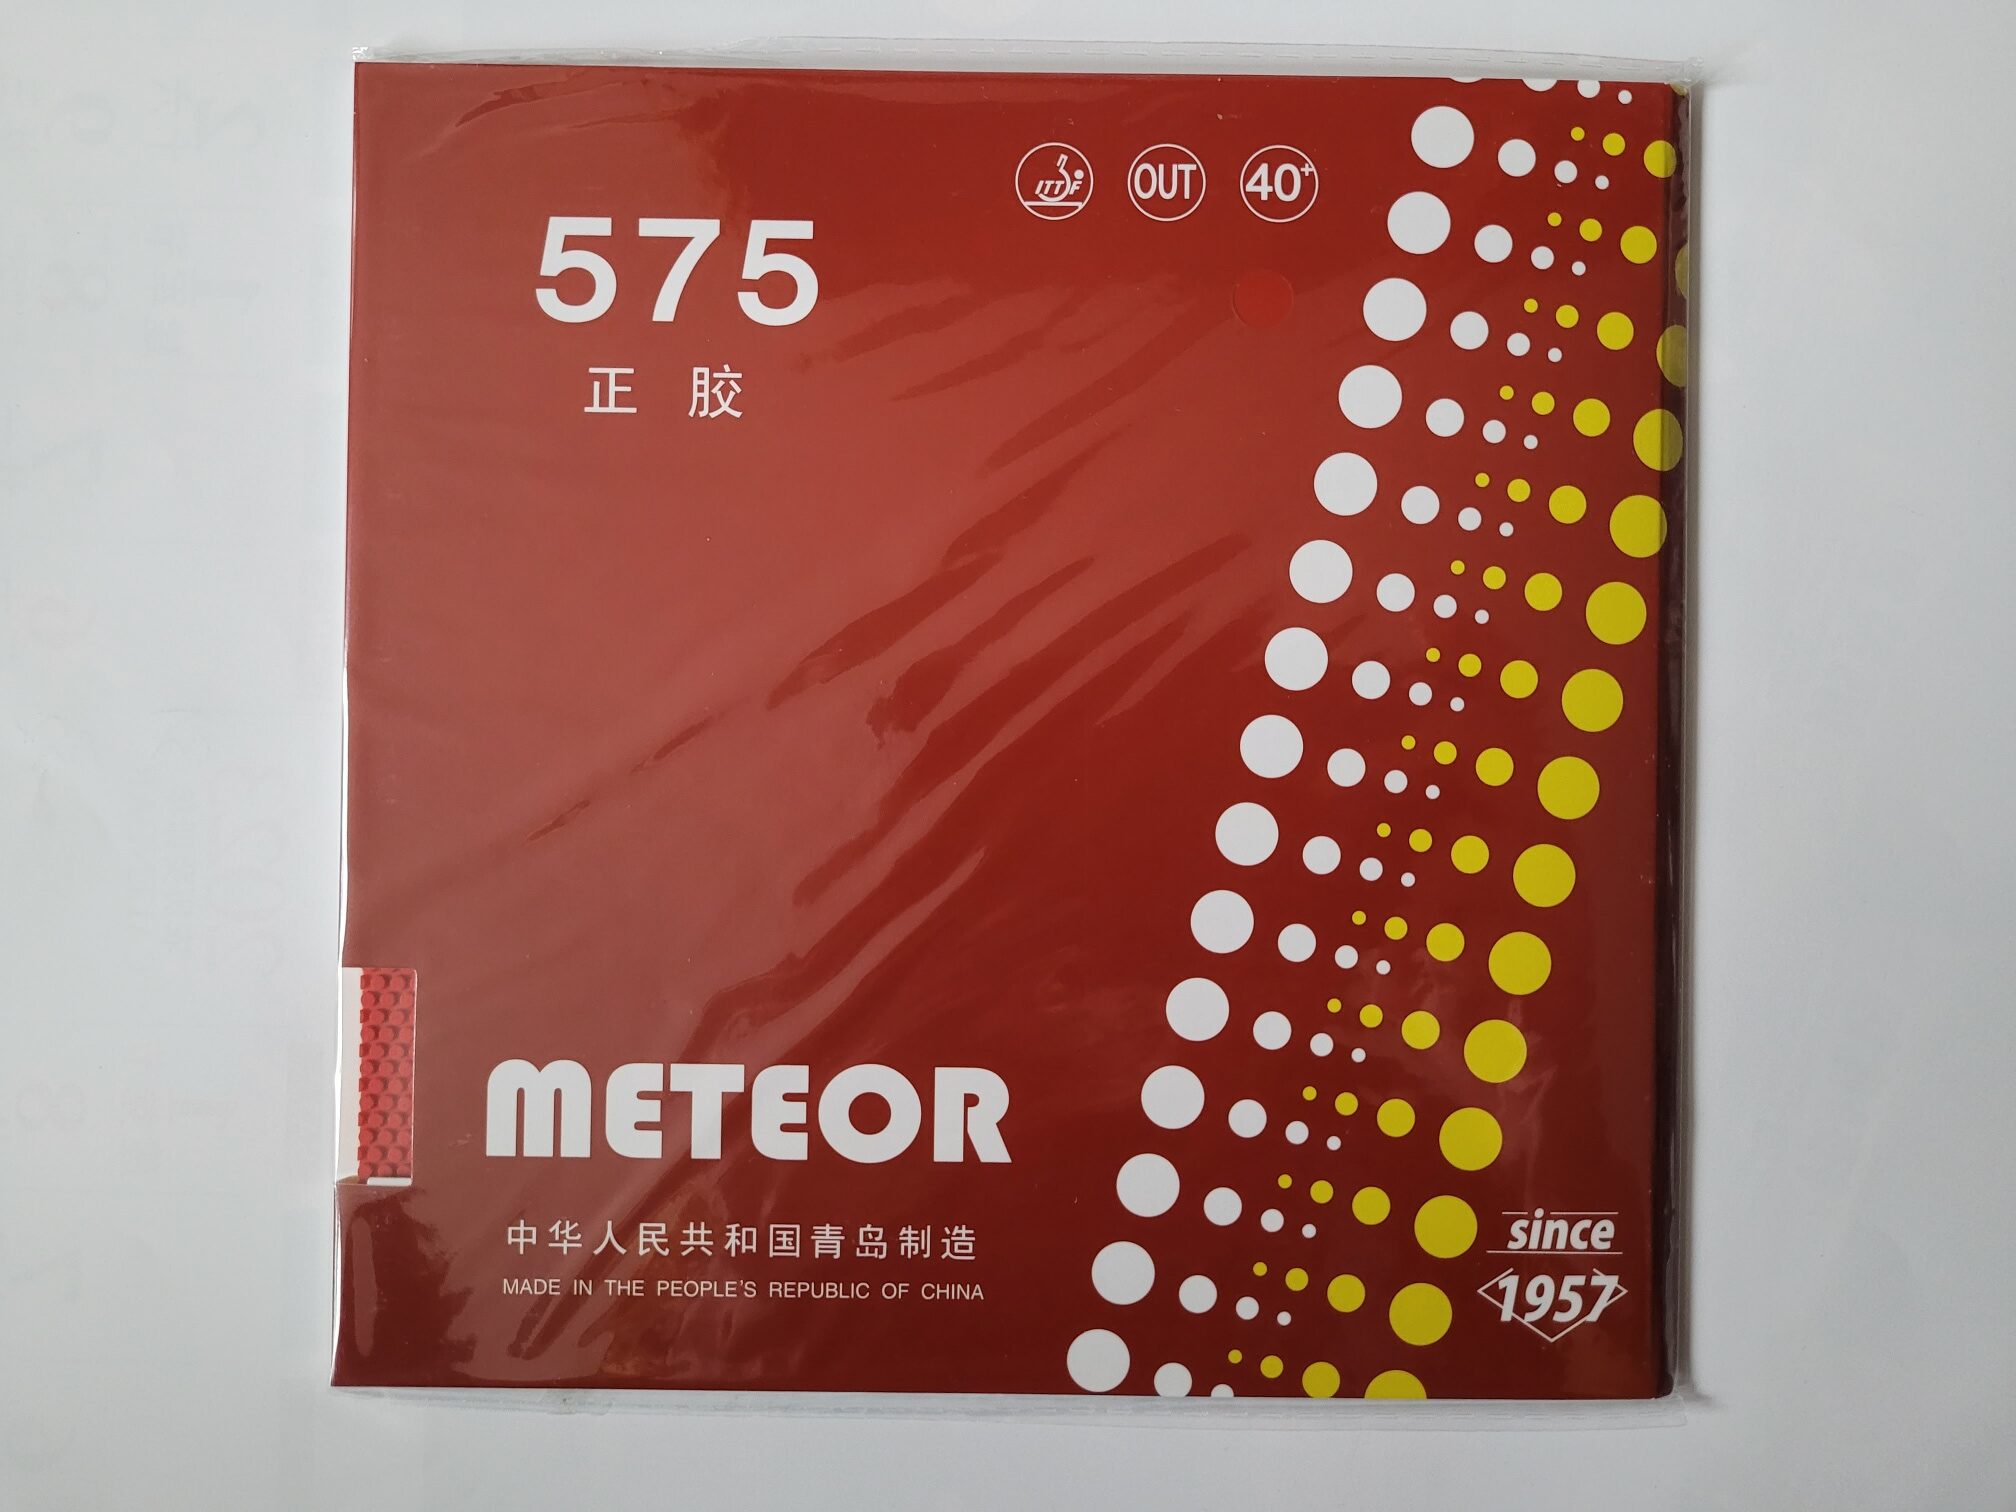 ITTF OUT 40+
575
正胶
METEOR
中华人民共和国青岛制造
MADE IN THE PEOPLE'S REPUBLIC OF CHINA
since
1957